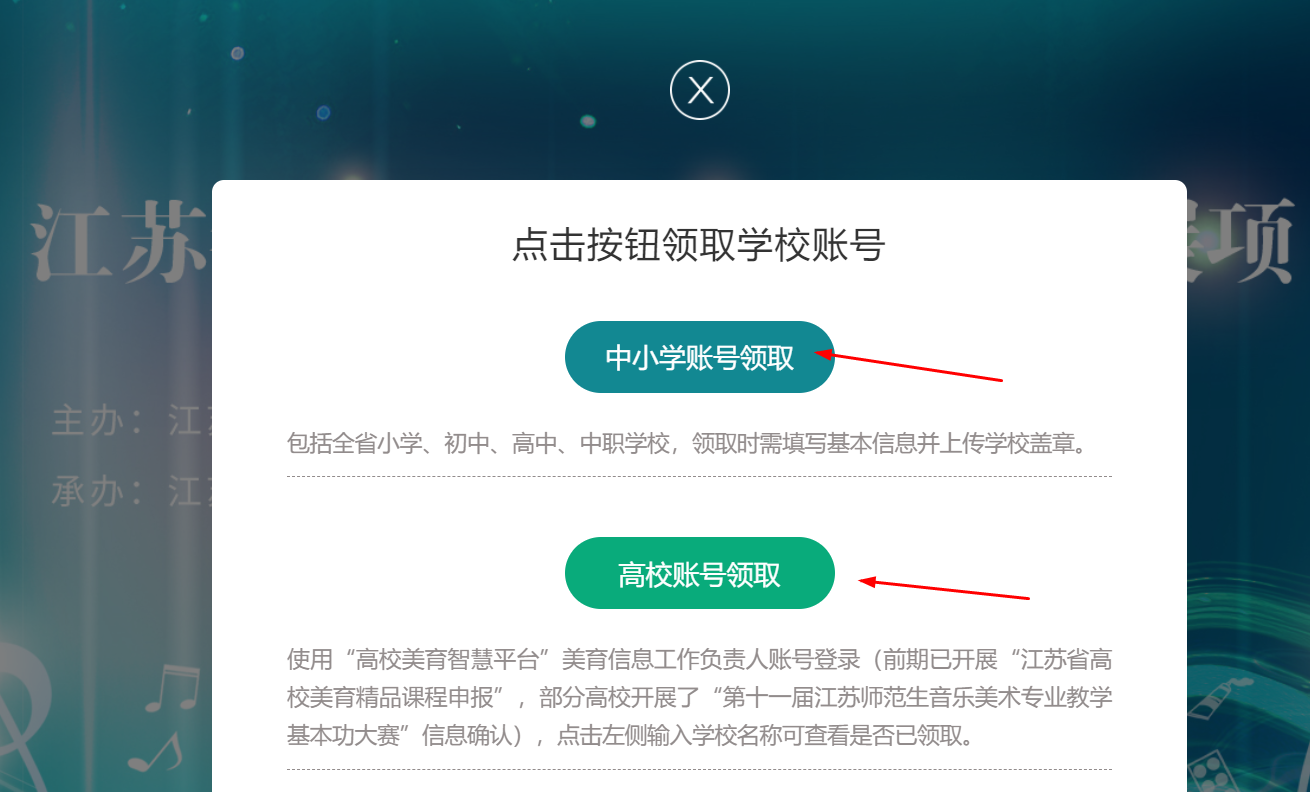 X
点击按钮领取学校账号
江苏
项
中小学账号领取
主办：江
包括全省小学、初中、高中、中职学校，领取时需填写基本信息并上传学校盖章。
承办：江
高校账号领取
使用“高校美育智慧平台”美育信息工作负责人账号登录（前期已开展“江苏省高
校美育精品课程申报”，部分高校开展了“第十一届江苏师范生音乐美术专业教学
基本功大赛”信息确认），点击左侧输入学校名称可查看是否已领取。